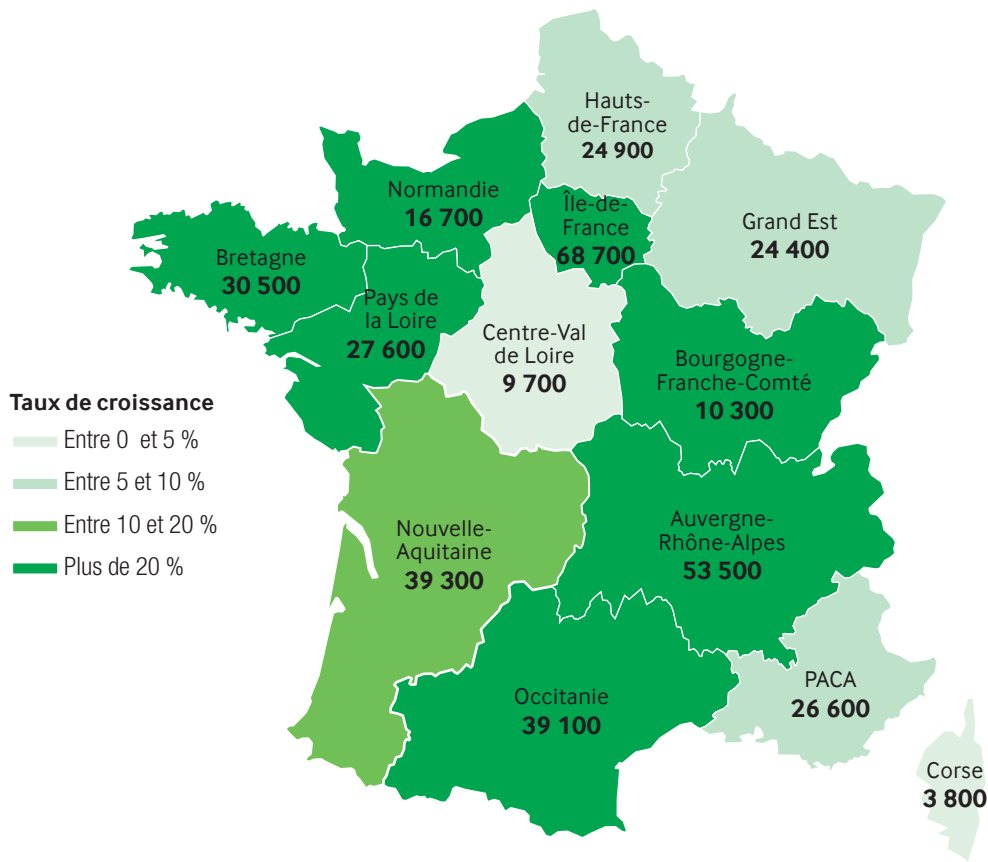 Hauts-
de-France
24 900
Normandie
16 700
Île-de-
France
68 700
Grand Est
24 400
Bretagne
30 500
Pays de
la Loire
27 600
Centre-Val
de Loire
9 700
Bourgogne-
Franche-Comté
10 300
Taux de croissance
Entre 0 et 5 %
Entre 5 et 10 %
Entre 10 et 20 %
Plus de 20 %
Nouvelle-
Aquitaine
39 300
Auvergne-
Rhône-Alpes
53 500
Occitanie
39 100
PACA
26 600
Corse
3 800